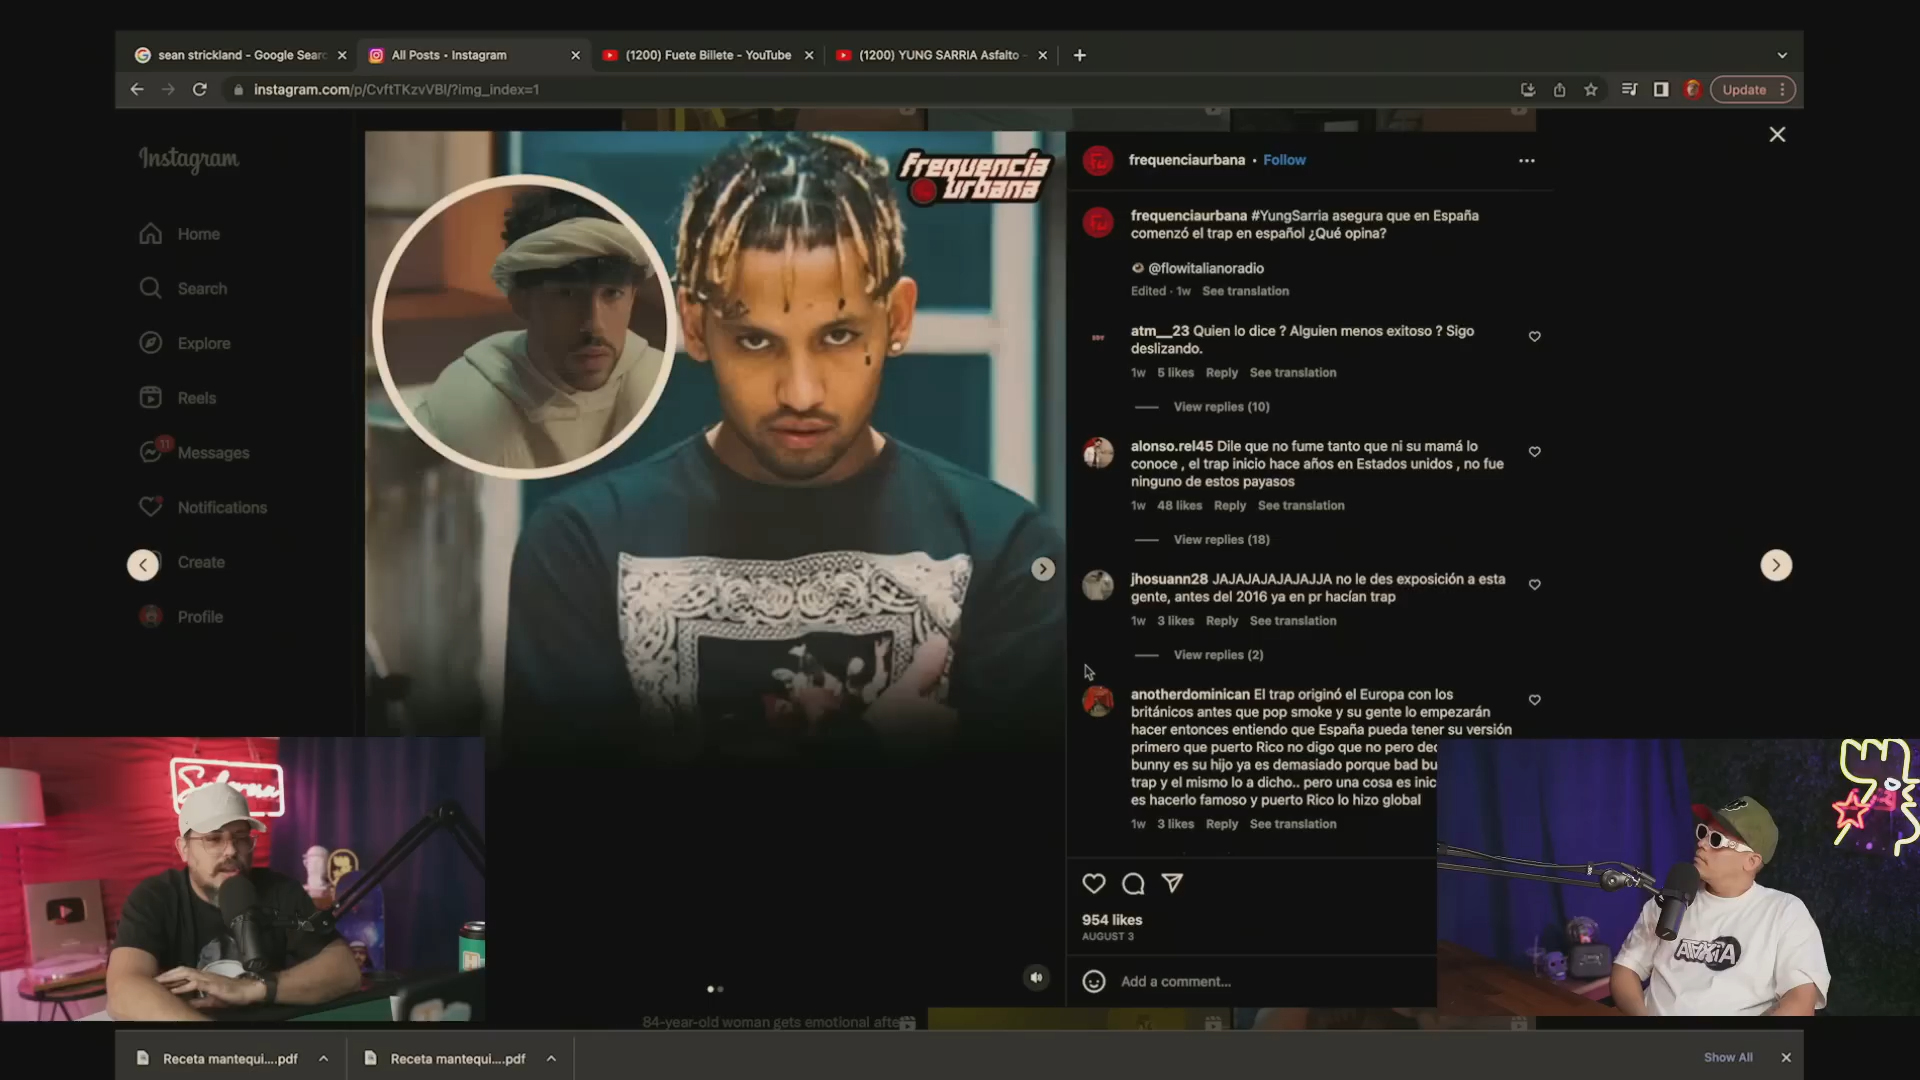 sean strickland - Google Sear
All Posts • Instagram
(1200) Fuete Billete - YouTube
(1200) YUNG SARRIA Asfalto -
instagram.com/p/CvftTKzvVBl/?img_index=1
Update
Instagram
Home
Search
Explore
Reels
11
Messages
Notifications
Create
Profile
frequencia
urbana
frequenciaurbana • Follow
frequenciaurbana #YungSarria asegura que en España
comenzó el trap en español ¿Qué opina?
@flowitalianoradio
Edited · 1w See translation
atm__23 Quien lo dice ? Alguien menos exitoso ? Sigo
deslizando.
1w 5 likes Reply See translation
View replies (10)
alonso.rel45 Dile que no fume tanto que ni su mamá lo
conoce , el trap inicio hace años en Estados unidos , no fue
ninguno de estos payasos
1w 48 likes Reply See translation
View replies (18)
jhosuann28 JAJAJAJAJAJAJJA no le des exposición a esta
gente, antes del 2016 ya en pr hacían trap
1w 3 likes Reply See translation
View replies (2)
anotherdominican El trap originó el Europa con los
británicos antes que pop smoke y su gente lo empezarán
hacer entonces entiendo que España pueda tener su versión
primero que puerto Rico no digo que no pero dec
bunny es su hijo ya es demasiado porque bad bu
trap y el mismo lo a dicho.. pero una cosa es inic
es hacerlo famoso y puerto Rico lo hizo global
1w 3 likes Reply See translation
954 likes
AUGUST 3
Add a comment...
84-year-old woman gets emotional afte
Receta mantequi....pdf
Receta mantequi....pdf
Show All